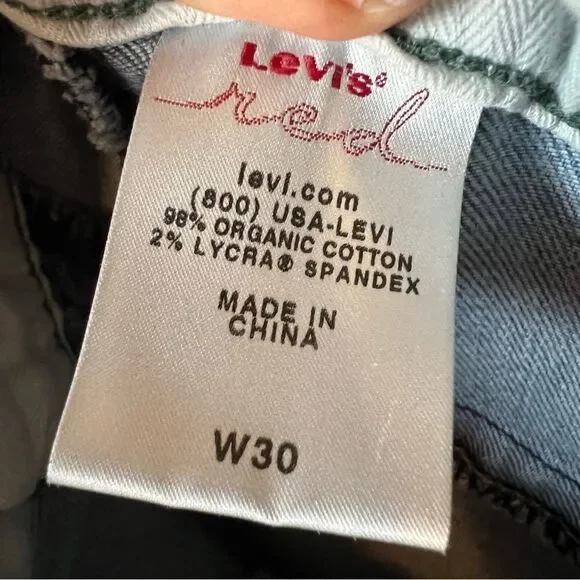 Levi's®
red
levi.com
(800) USA-LEVI
98% ORGANIC COTTON
2% LYCRA® SPANDEX
MADE IN
CHINA
W30